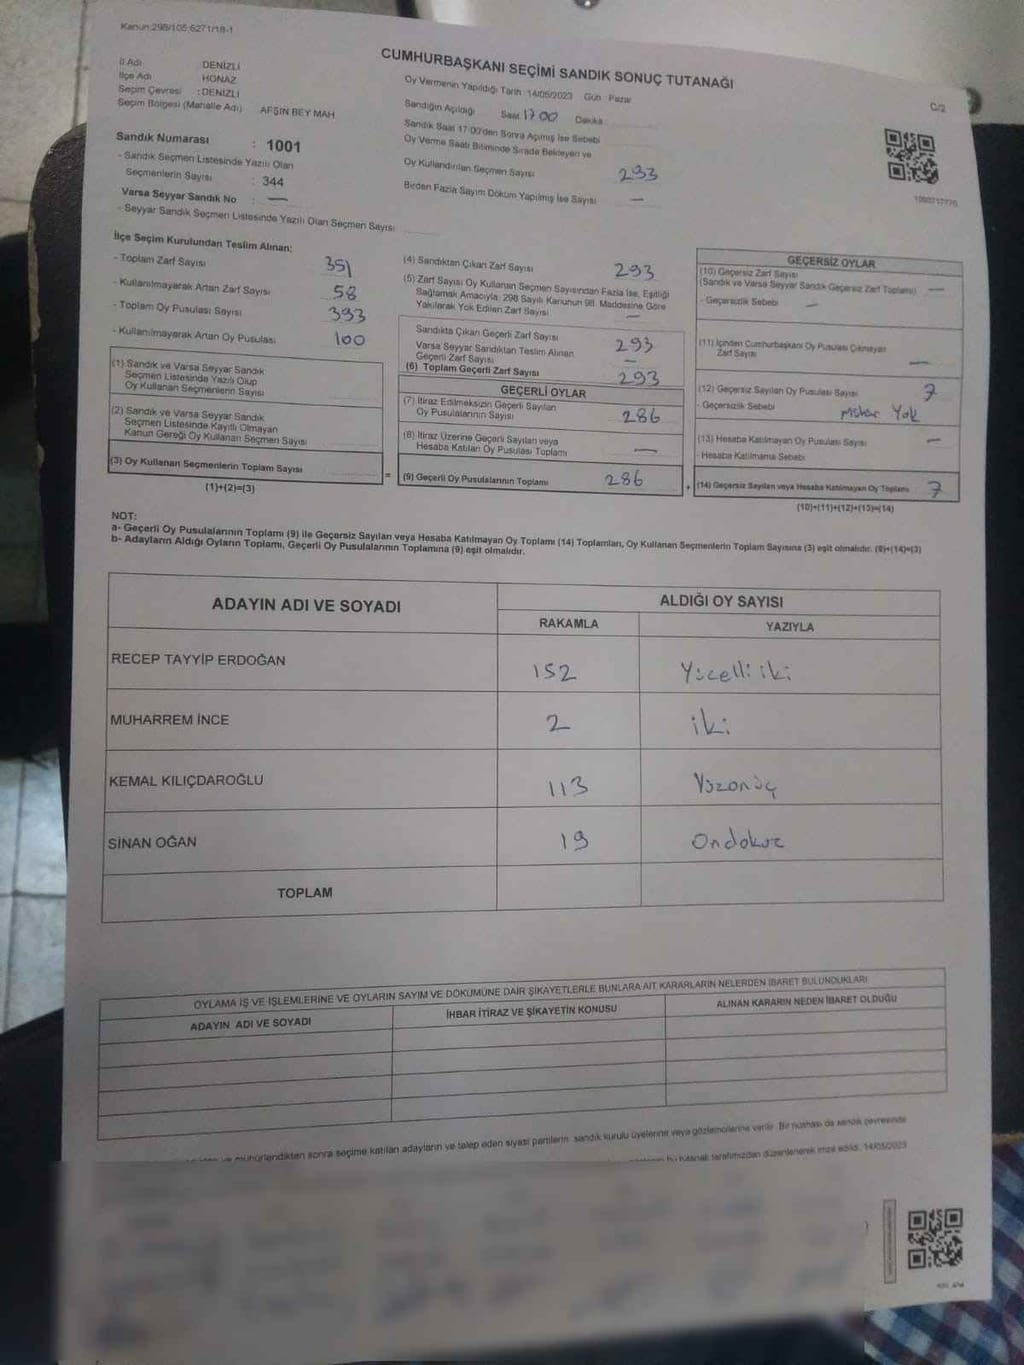 Kanun:298/105;6271/18-1
CUMHURBAŞKANI SEÇİMİ SANDIK SONUÇ TUTANAĞI
C/2
İl Adı DENİZLİ
İlçe Adı HONAZ
Seçim Çevresi : DENİZLİ
Seçim Bölgesi (Mahalle Adı) AFŞİN BEY MAH
Oy Vermenin Yapıldığı Tarih 14/05/2023 Gün Pazar
Sandığın Açıldığı Saat 17 00 Dakika
Sandık Saat 17:00'den Sonra Açılmış İse Sebebi
Oy Verme Saati Bitiminde Sırada Bekleyen ve
Oy Kullandırılan Seçmen Sayısı 293
Birden Fazla Sayım Döküm Yapılmış İse Sayısı —
Sandık Numarası : 1001
- Sandık Seçmen Listesinde Yazılı Olan
Seçmenlerin Sayısı : 344
Varsa Seyyar Sandık No : —
- Seyyar Sandık Seçmen Listesinde Yazılı Olan Seçmen Sayısı
İlçe Seçim Kurulundan Teslim Alınan:
- Toplam Zarf Sayısı 351
- Kullanılmayarak Artan Zarf Sayısı 58
- Toplam Oy Pusulası Sayısı 393
- Kullanılmayarak Artan Oy Pusulası 100
(1) Sandık ve Varsa Seyyar Sandık
Seçmen Listesinde Yazılı Olup
Oy Kullanan Seçmenlerin Sayısı
(2) Sandık ve Varsa Seyyar Sandık
Seçmen Listesinde Kayıtlı Olmayan
Kanun Gereği Oy Kullanan Seçmen Sayısı
(3) Oy Kullanan Seçmenlerin Toplam Sayısı
(1)+(2)=(3)
(4) Sandıktan Çıkan Zarf Sayısı 293
(5) Zarf Sayısı Oy Kullanan Seçmen Sayısından Fazla İse, Eşitliği
Sağlamak Amacıyla; 298 Sayılı Kanunun 98. Maddesine Göre
Yakılarak Yok Edilen Zarf Sayısı —
Sandıkta Çıkan Geçerli Zarf Sayısı 293
Varsa Seyyar Sandıktan Teslim Alınan
Geçerli Zarf Sayısı —
(6) Toplam Geçerli Zarf Sayısı 293
GEÇERLİ OYLAR
(7) İtiraz Edilmeksizin Geçerli Sayılan
Oy Pusulalarının Sayısı 286
(8) İtiraz Üzerine Geçerli Sayılan veya
Hesaba Katılan Oy Pusulası Toplamı —
= (9) Geçerli Oy Pusulalarının Toplamı 286
GEÇERSİZ OYLAR
(10) Geçersiz Zarf Sayısı
(Sandık ve Varsa Seyyar Sandık Geçersiz Zarf Toplamı) —
- Geçersizlik Sebebi —
(11) İçinden Cumhurbaşkanı Oy Pusulası Çıkmayan
Zarf Sayısı —
(12) Geçersiz Sayılan Oy Pusulası Sayısı 7
- Geçersizlik Sebebi Mühür Yok
(13) Hesaba Katılmayan Oy Pusulası Sayısı —
- Hesaba Katılmama Sebebi
+ (14) Geçersiz Sayılan veya Hesaba Katılmayan Oy Toplamı 7
(10)+(11)+(12)+(13)=(14)
NOT:
a- Geçerli Oy Pusulalarının Toplamı (9) ile Geçersiz Sayılan veya Hesaba Katılmayan Oy Toplamı (14) Toplamları, Oy Kullanan Seçmenlerin Toplam Sayısına (3) eşit olmalıdır. (9)+(14)=(3)
b- Adayların Aldığı Oyların Toplamı, Geçerli Oy Pusulalarının Toplamına (9) eşit olmalıdır.
ADAYIN ADI VE SOYADI ALDIĞI OY SAYISI
RAKAMLA YAZIYLA
RECEP TAYYİP ERDOĞAN 152 Yüzelli iki
MUHARREM İNCE 2 iki
KEMAL KILIÇDAROĞLU 113 Yüzonüç
SİNAN OĞAN 19 Ondokuz
TOPLAM
OYLAMA İŞ VE İŞLEMLERİNE VE OYLARIN SAYIM VE DÖKÜMÜNE DAİR ŞİKAYETLERLE BUNLARA AİT KARARLARIN NELERDEN İBARET BULUNDUKLARI
ADAYIN ADI VE SOYADI İHBAR İTİRAZ VE ŞİKAYETİN KONUSU ALINAN KARARIN NEDEN İBARET OLDUĞU
ve mühürlendikten sonra seçime katılan adayların ve talep eden siyasi partilerin sandık kurulu üyelerine veya gözlemcilerine verilir. Bir nüshası da sandık çevresinde
bu tutanak tarafımızdan düzenlenerek imza edildi. 14/05/2023